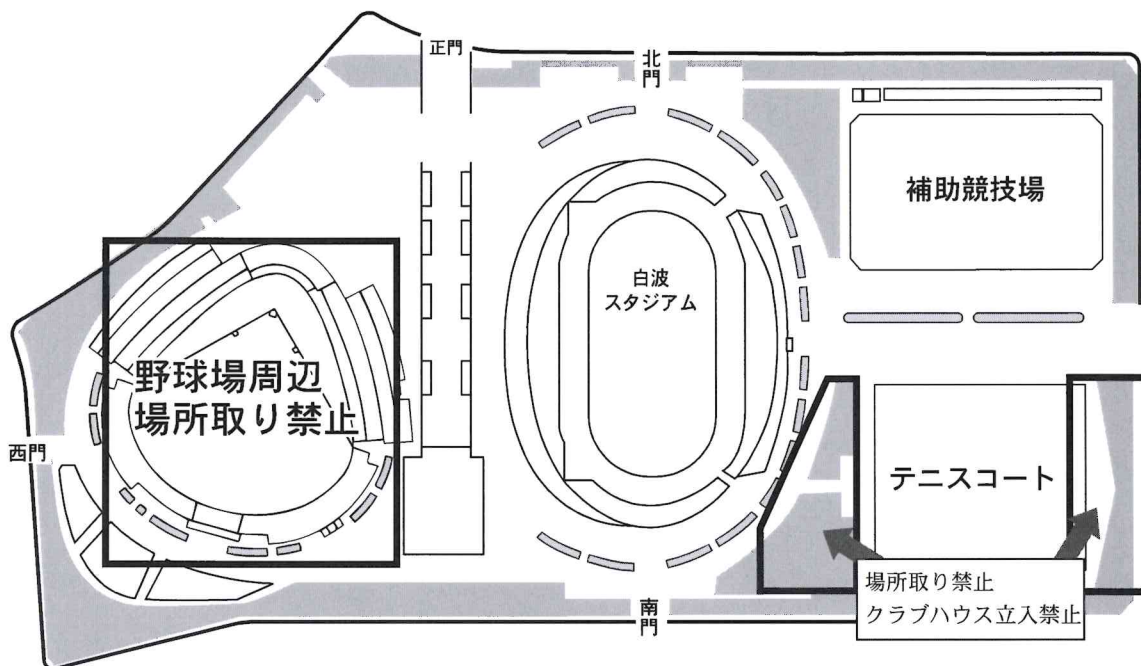 正門
北門
補助競技場
白波
スタジアム
野球場周辺
場所取り禁止
西門
テニスコート
場所取り禁止
クラブハウス立入禁止
南門